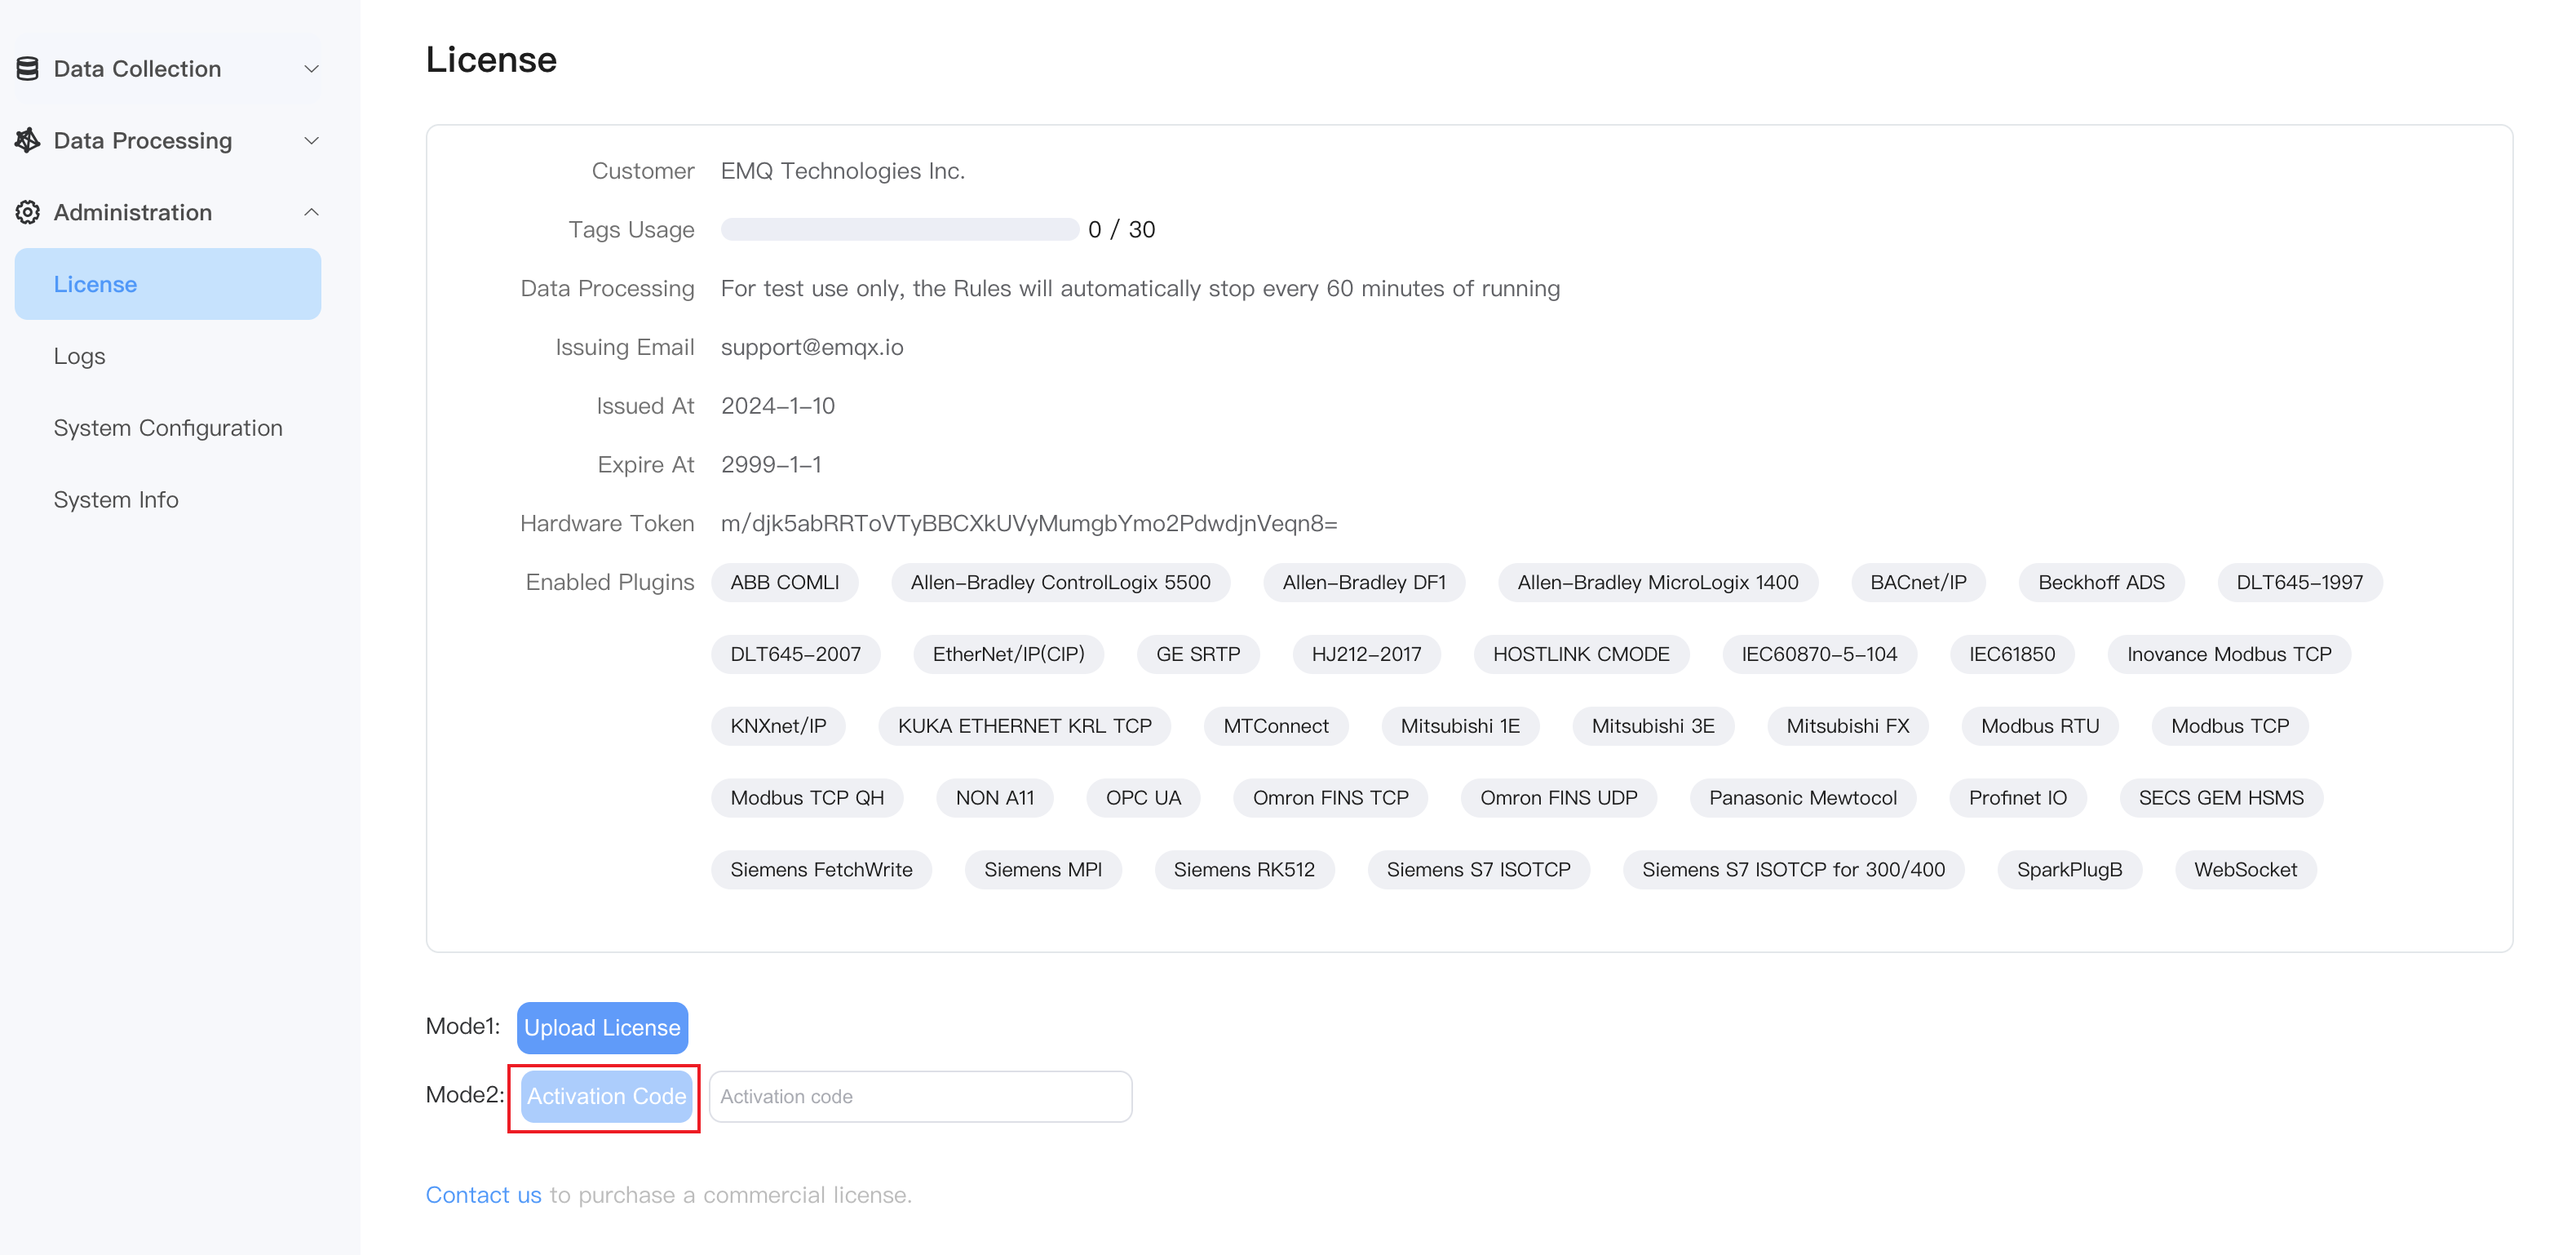 Data Collection
Data Processing
Administration
License
Logs
System Configuration
System Info
License
Customer EMQ Technologies Inc.
Tags Usage 0 / 30
Data Processing For test use only, the Rules will automatically stop every 60 minutes of running
Issuing Email support@emqx.io
Issued At 2024-1-10
Expire At 2999-1-1
Hardware Token m/djk5abRRToVTyBBCXkUVyMumgbYmo2PdwdjnVeqn8=
Enabled Plugins ABB COMLI Allen-Bradley ControlLogix 5500 Allen-Bradley DF1 Allen-Bradley MicroLogix 1400 BACnet/IP Beckhoff ADS DLT645-1997
DLT645-2007 EtherNet/IP(CIP) GE SRTP HJ212-2017 HOSTLINK CMODE IEC60870-5-104 IEC61850 Inovance Modbus TCP
KNXnet/IP KUKA ETHERNET KRL TCP MTConnect Mitsubishi 1E Mitsubishi 3E Mitsubishi FX Modbus RTU Modbus TCP
Modbus TCP QH NON A11 OPC UA Omron FINS TCP Omron FINS UDP Panasonic Mewtocol Profinet IO SECS GEM HSMS
Siemens FetchWrite Siemens MPI Siemens RK512 Siemens S7 ISOTCP Siemens S7 ISOTCP for 300/400 SparkPlugB WebSocket
Mode1: Upload License
Mode2: Activation Code Activation code
Contact us to purchase a commercial license.